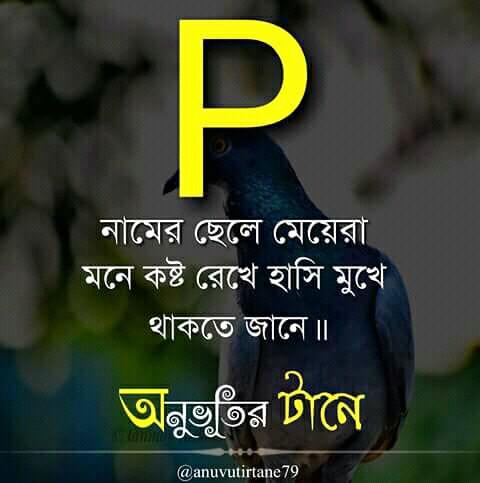 P
নামের ছেলে মেয়েরা
মনে কষ্ট রেখে হাসি মুখে
থাকতে জানে॥
অনুভূতির টানে
@anuvutirtane79